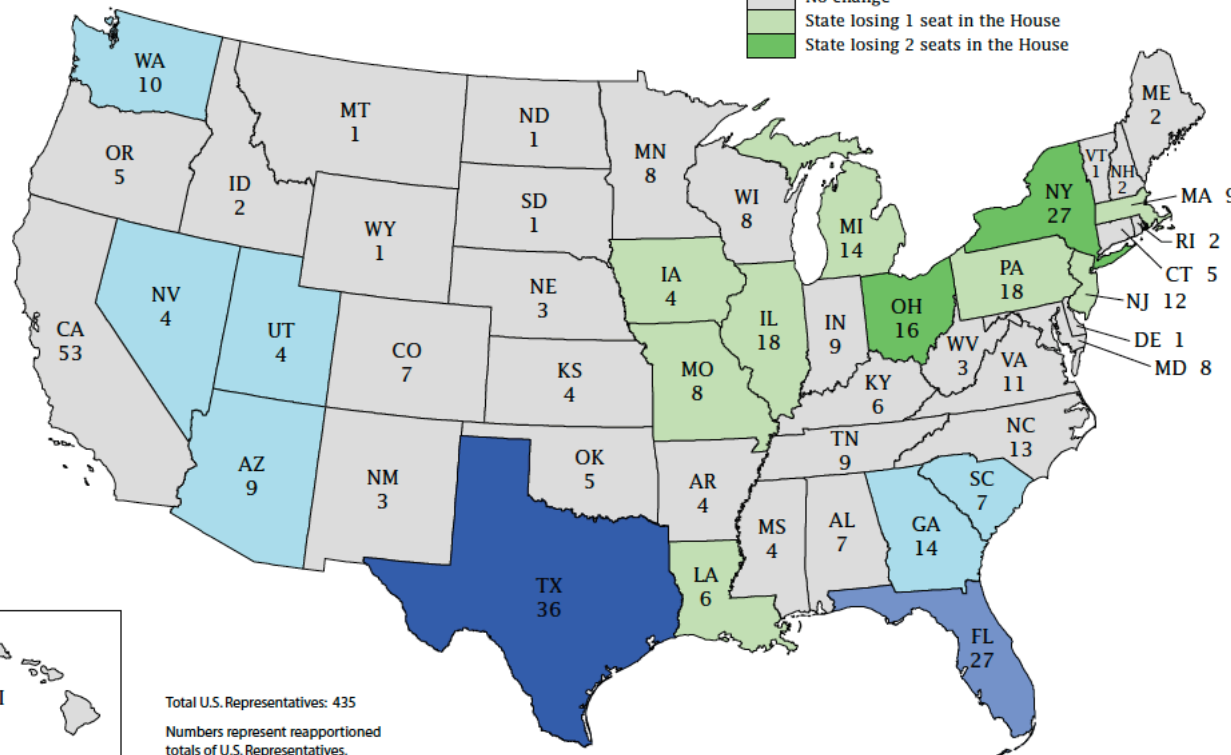 No change
State losing 1 seat in the House
State losing 2 seats in the House
WA
10
OR
5
ID
2
MT
1
ND
1
MN
8
SD
1
WY
1
WI
8
MI
14
ME
2
VT
1
NH
2
NY
27
MA 9
RI 2
CT 5
NJ 12
DE 1
MD 8
PA
18
CA
53
NV
4
UT
4
CO
7
NE
3
IA
4
IL
18
IN
9
OH
16
WV
3
VA
11
KS
4
MO
8
KY
6
NC
13
TN
9
AZ
9
NM
3
OK
5
AR
4
SC
7
MS
4
AL
7
GA
14
TX
36
LA
6
FL
27
Total U.S. Representatives: 435
Numbers represent reapportioned
totals of U.S. Representatives.